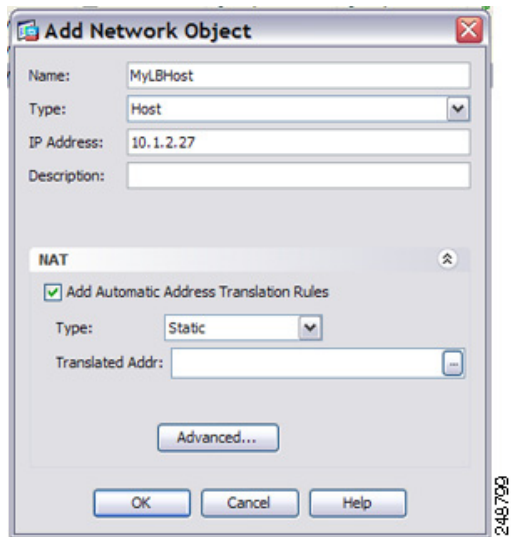 Add Network Object
Name: MyLBHost
Type: Host
IP Address: 10.1.2.27
Description:
NAT
Add Automatic Address Translation Rules
Type: Static
Translated Addr:
...
Advanced...
OK Cancel Help
248799